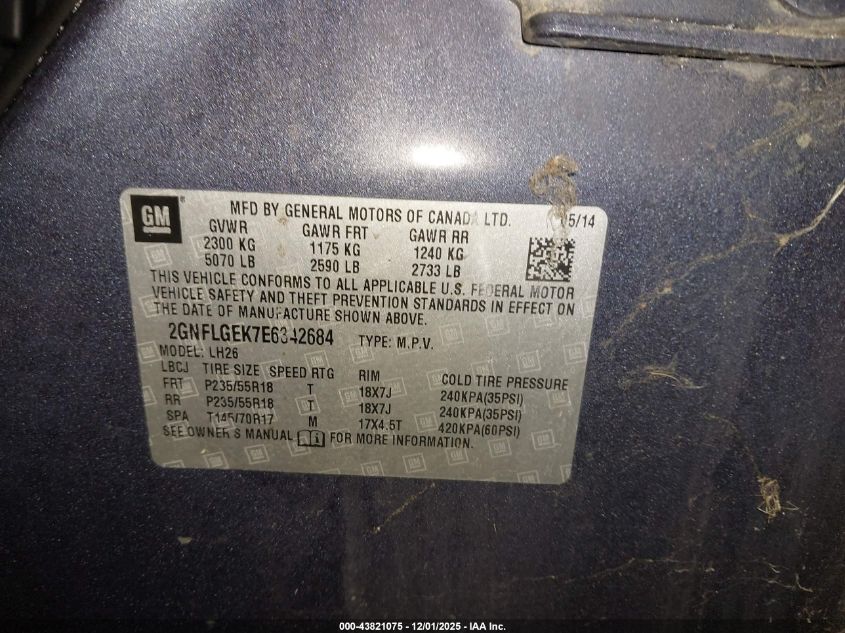 GM
MFD BY GENERAL MOTORS OF CANADA LTD. 05/14
GVWR GAWR FRT GAWR RR
2300 KG 1175 KG 1240 KG
5070 LB 2590 LB 2733 LB
THIS VEHICLE CONFORMS TO ALL APPLICABLE U.S. FEDERAL MOTOR
VEHICLE SAFETY AND THEFT PREVENTION STANDARDS IN EFFECT ON
THE DATE OF MANUFACTURE SHOWN ABOVE.
2GNFLGEK7E6342684 TYPE: M.P.V.
MODEL: LH26
LBCJ TIRE SIZE SPEED RTG RIM COLD TIRE PRESSURE
FRT P235/55R18 T 18X7J 240KPA(35PSI)
RR P235/55R18 T 18X7J 240KPA(35PSI)
SPA T145/70R17 M 17X4.5T 420KPA(60PSI)
SEE OWNER'S MANUAL FOR MORE INFORMATION.
000-43821075 - 12/01/2025 - IAA Inc.